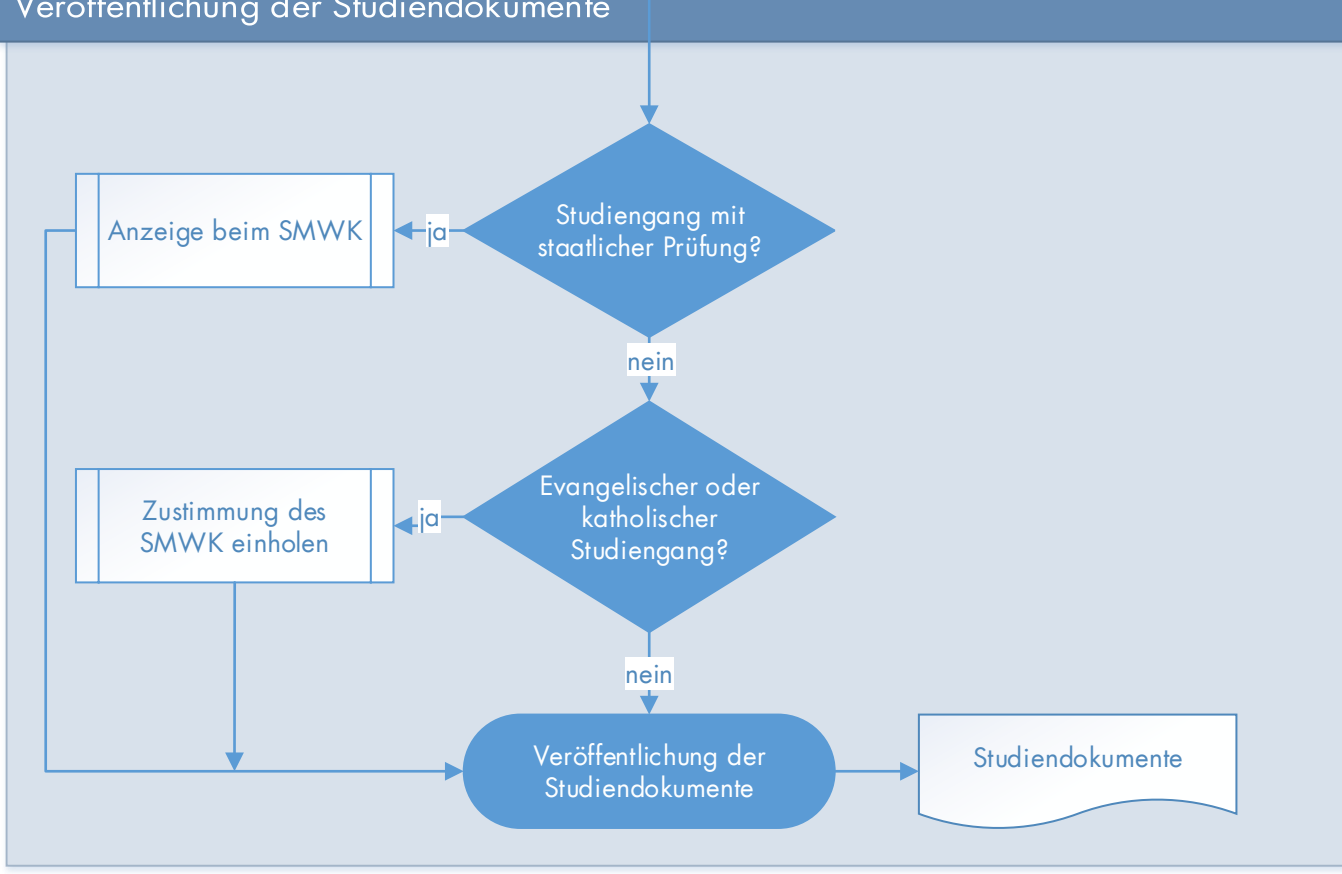 Veröffentlichung der Studiendokumente
Studiengang mit
staatlicher Prüfung?
ja
Anzeige beim SMWK
nein
Evangelischer oder
katholischer
Studiengang?
ja
Zustimmung des
SMWK einholen
nein
Veröffentlichung der
Studiendokumente
Studiendokumente